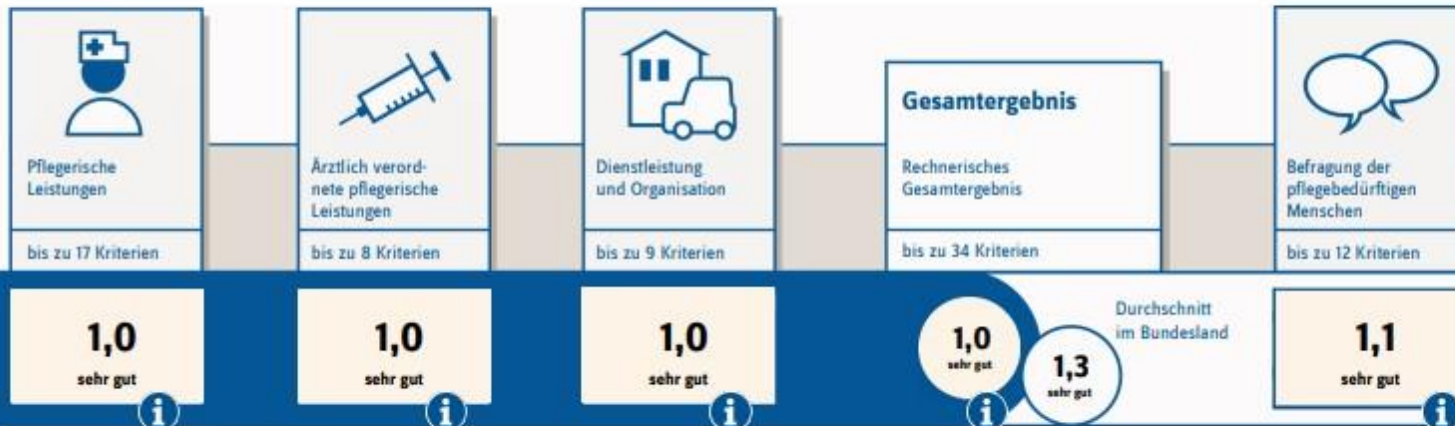 Pflegerische
Leistungen
bis zu 17 Kriterien
1,0
sehr gut
i
Ärztlich verord-
nete pflegerische
Leistungen
bis zu 8 Kriterien
1,0
sehr gut
i
Dienstleistung
und Organisation
bis zu 9 Kriterien
1,0
sehr gut
i
Gesamtergebnis
Rechnerisches
Gesamtergebnis
bis zu 34 Kriterien
1,0
sehr gut
i
1,3
sehr gut
Durchschnitt
im Bundesland
Befragung der
pflegebedürftigen
Menschen
bis zu 12 Kriterien
1,1
sehr gut
i